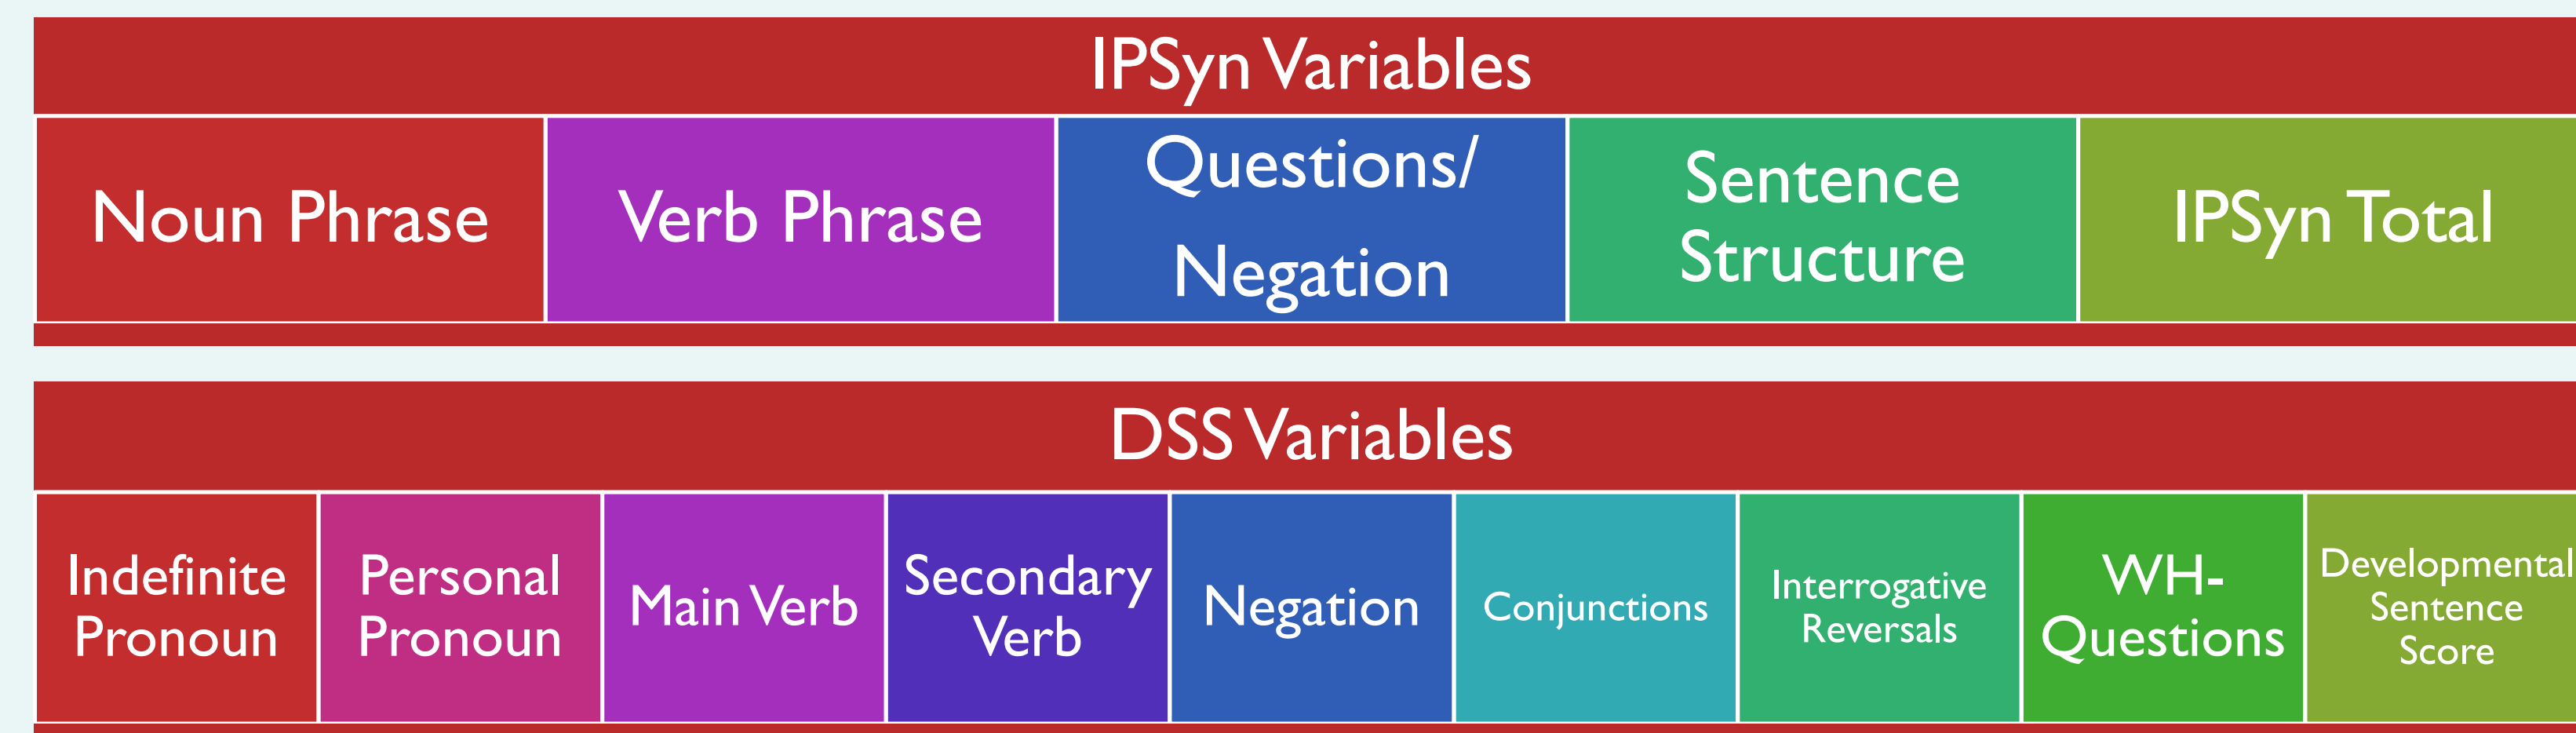 IPSyn Variables
Noun Phrase
Verb Phrase
Questions/
Negation
Sentence
Structure
IPSyn Total
DSS Variables
Indefinite
Pronoun
Personal
Pronoun
Main Verb
Secondary
Verb
Negation
Conjunctions
Interrogative
Reversals
WH-
Questions
Developmental
Sentence
Score